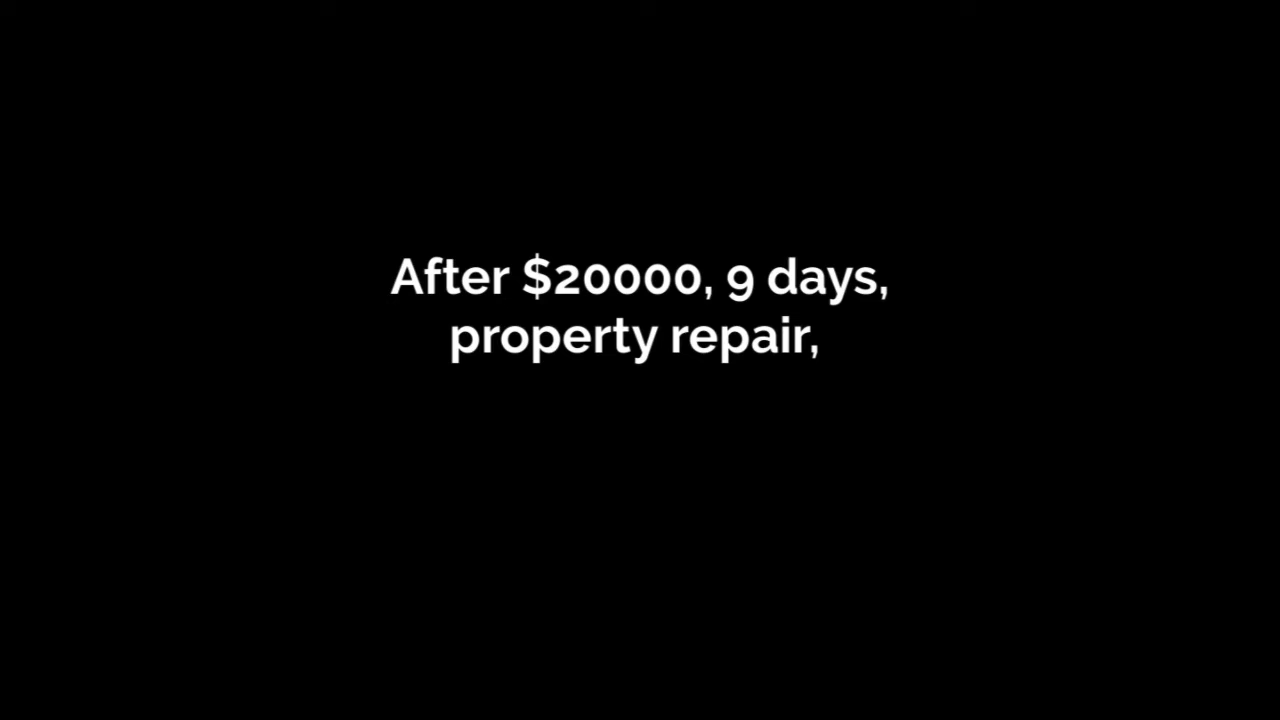 After $20000, 9 days,
property repair,